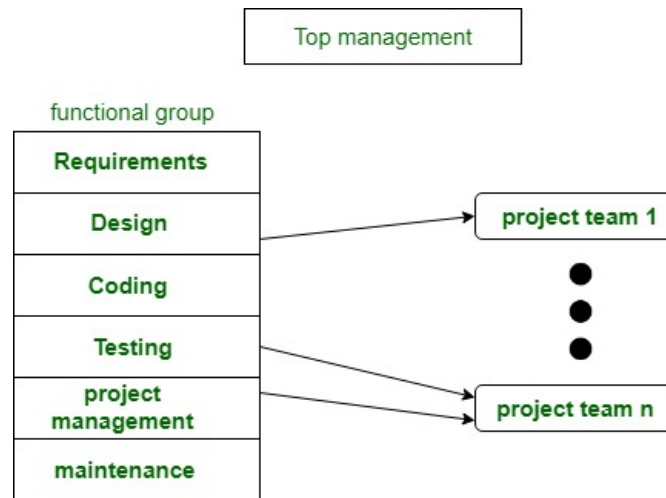 Top management
functional group
Requirements
Design
project team 1
Coding
Testing
project
management
project team n
maintenance